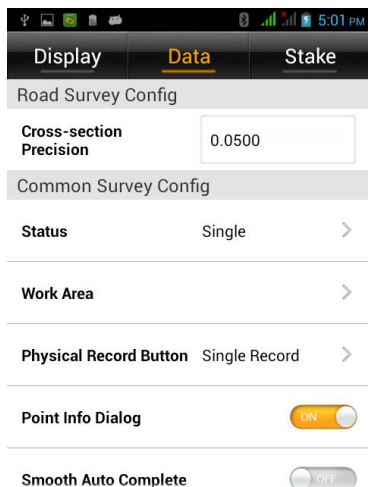 5:01 PM
Display Data Stake
Road Survey Config
Cross-section
Precision
0.0500
Common Survey Config
Status Single
Work Area
Physical Record Button Single Record
Point Info Dialog ON
Smooth Auto Complete OFF